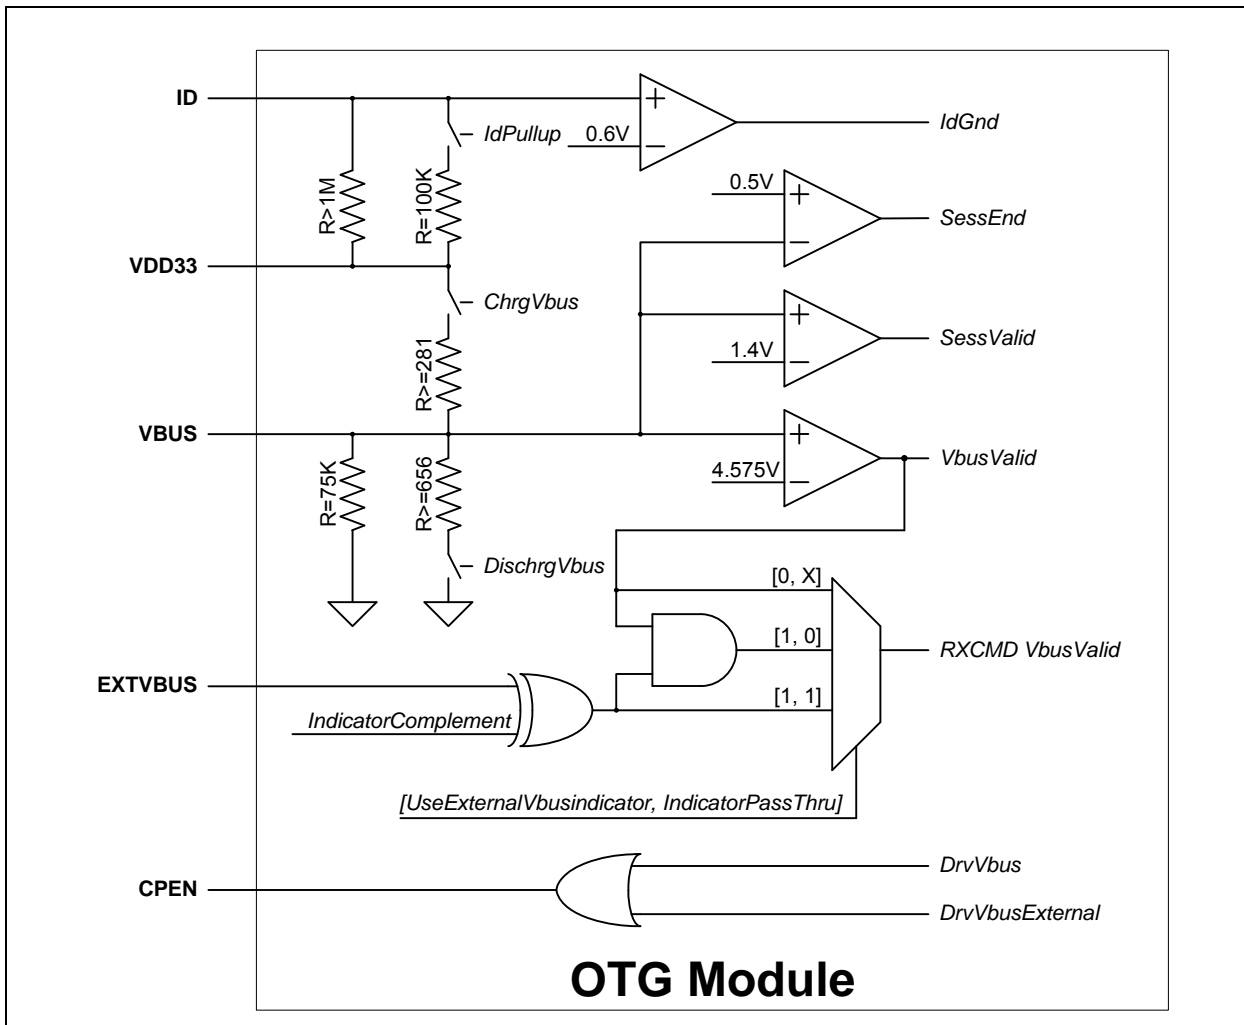 ID
IdPullup
0.6V
IdGnd
R>1M
R=100K
0.5V
SessEnd
VDD33
ChrgVbus
R>=281
1.4V
SessValid
VBUS
R=75K
R>=656
4.575V
VbusValid
DischrgVbus
[0, X]
[1, 0]
RXCMD VbusValid
EXTVBUS
[1, 1]
IndicatorComplement
[UseExternalVbusindicator, IndicatorPassThru]
DrvVbus
CPEN
DrvVbusExternal
OTG Module